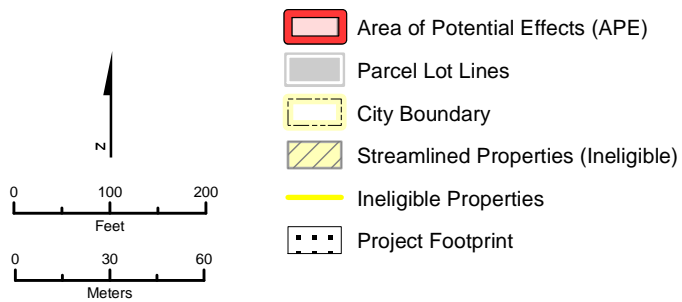 N
0 100 200
Feet
0 30 60
Meters
Area of Potential Effects (APE)
Parcel Lot Lines
City Boundary
Streamlined Properties (Ineligible)
Ineligible Properties
Project Footprint